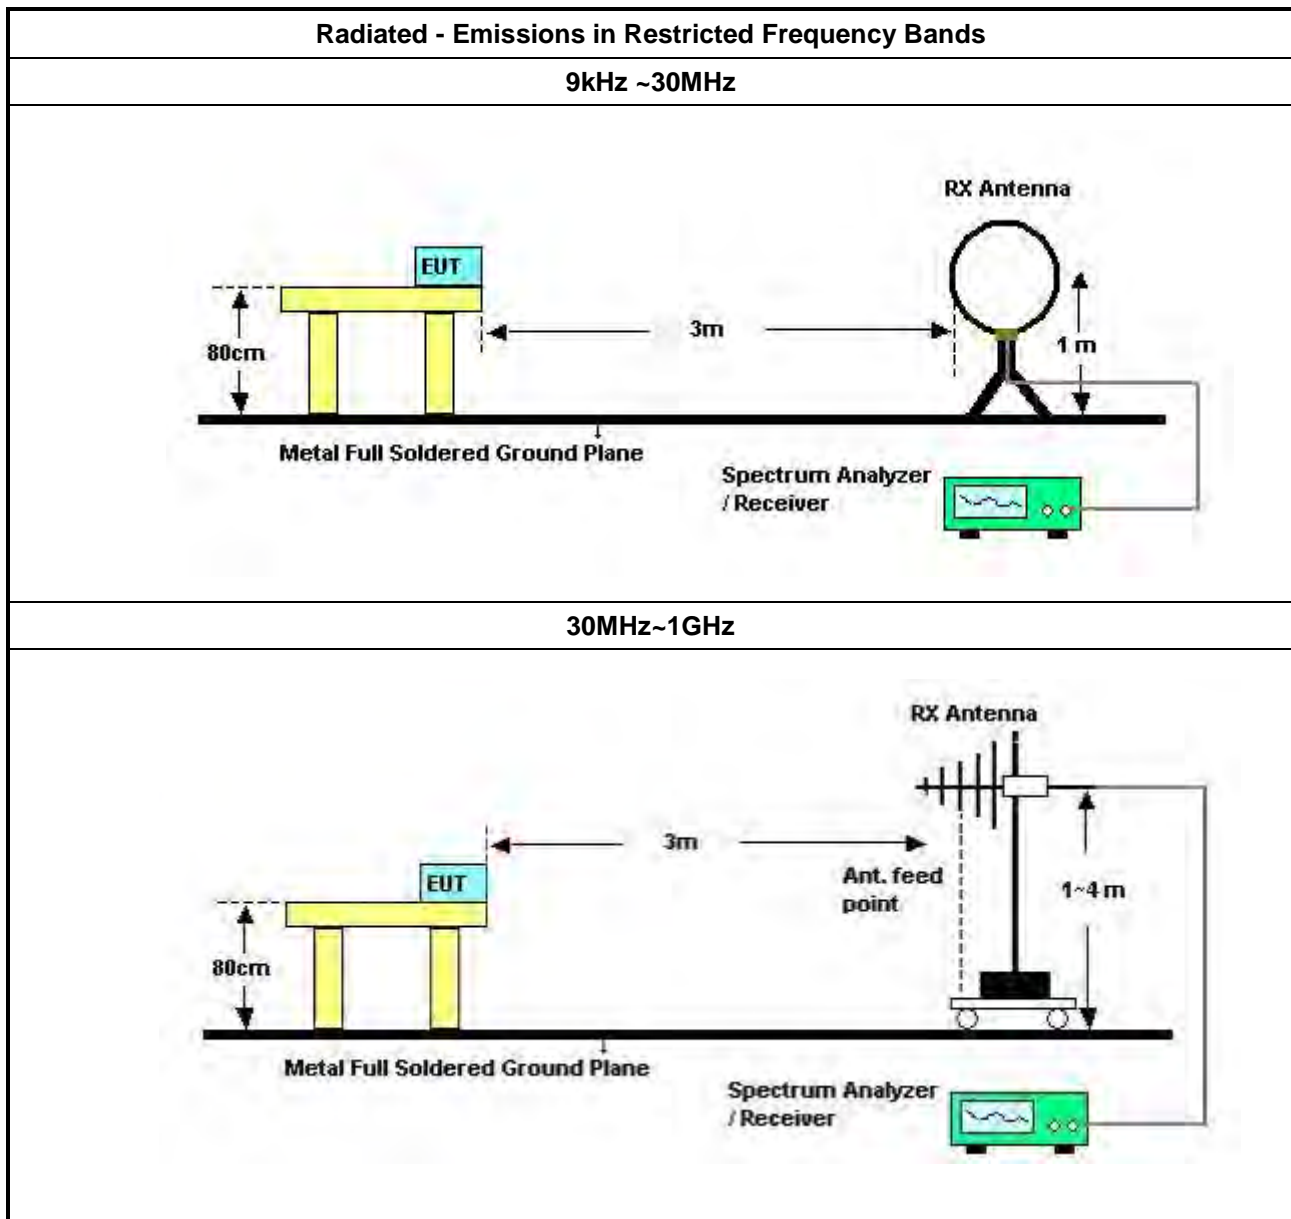 Radiated - Emissions in Restricted Frequency Bands
9kHz ~30MHz
RX Antenna
EUT
3m
80cm
1 m
Metal Full Soldered Ground Plane
Spectrum Analyzer
/ Receiver
30MHz~1GHz
RX Antenna
3m
EUT
Ant. feed
point
1~4 m
80cm
Metal Full Soldered Ground Plane
Spectrum Analyzer
/ Receiver